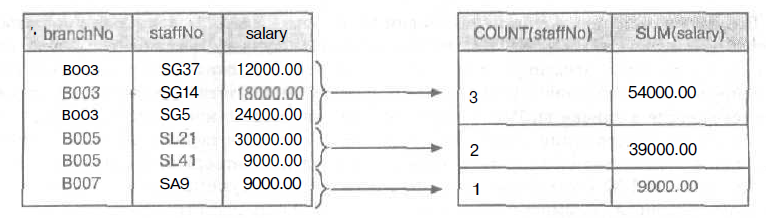 branchNo staffNo salary COUNT(staffNo) SUM(salary)
B003 SG37 12000.00
B003 SG14 18000.00 3 54000.00
B003 SG5 24000.00
B005 SL21 30000.00
B005 SL41 9000.00 2 39000.00
B007 SA9 9000.00 1 9000.00